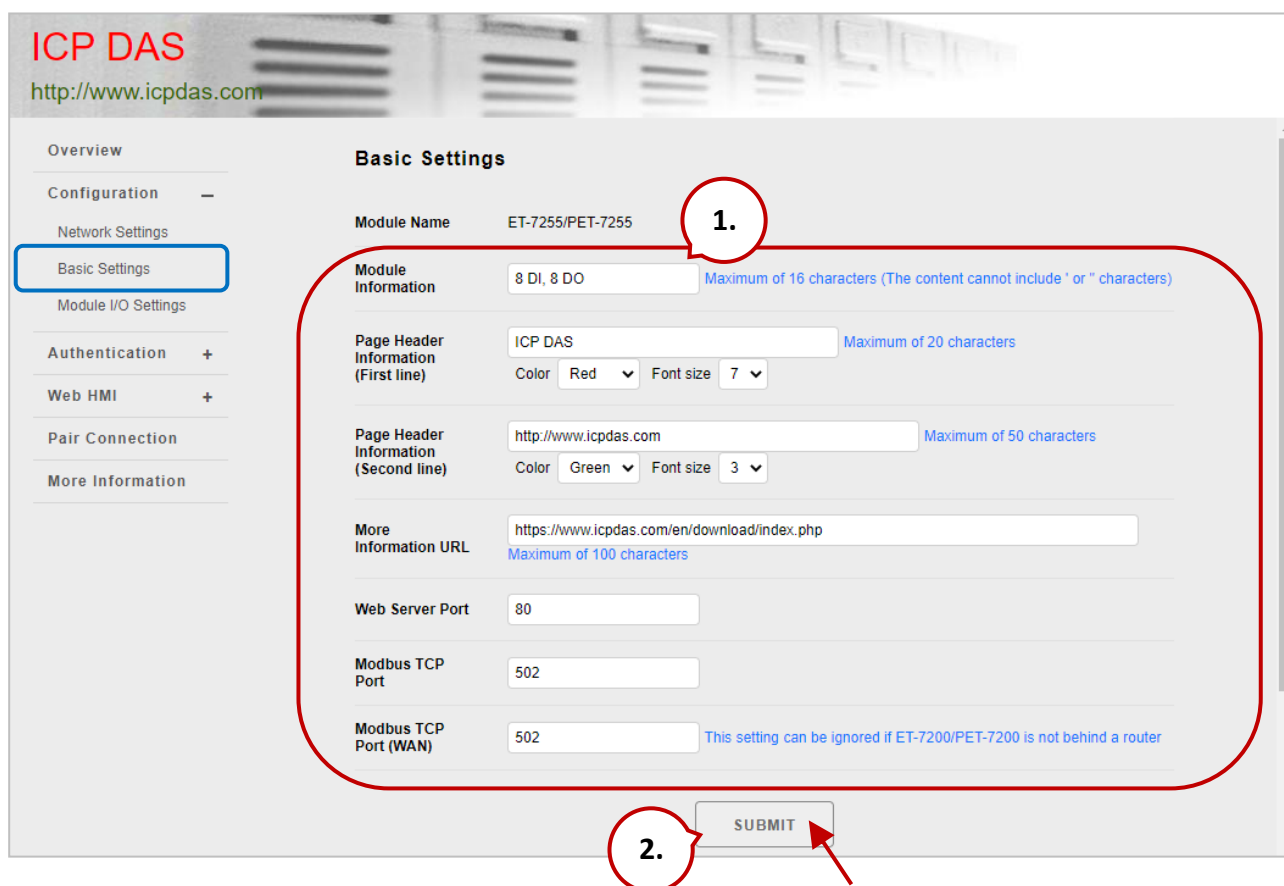 ICP DAS
http://www.icpdas.com
Overview
Configuration –
Network Settings
Basic Settings
Module I/O Settings
Authentication +
Web HMI +
Pair Connection
More Information
Basic Settings
1.
Module Name ET-7255/PET-7255
Module
Information
8 DI, 8 DO Maximum of 16 characters (The content cannot include ' or " characters)
Page Header
Information
(First line)
ICP DAS Maximum of 20 characters
Color Red Font size 7
Page Header
Information
(Second line)
http://www.icpdas.com Maximum of 50 characters
Color Green Font size 3
More
Information URL
https://www.icpdas.com/en/download/index.php
Maximum of 100 characters
Web Server Port 80
Modbus TCP
Port
502
Modbus TCP
Port (WAN)
502 This setting can be ignored if ET-7200/PET-7200 is not behind a router
SUBMIT
2.